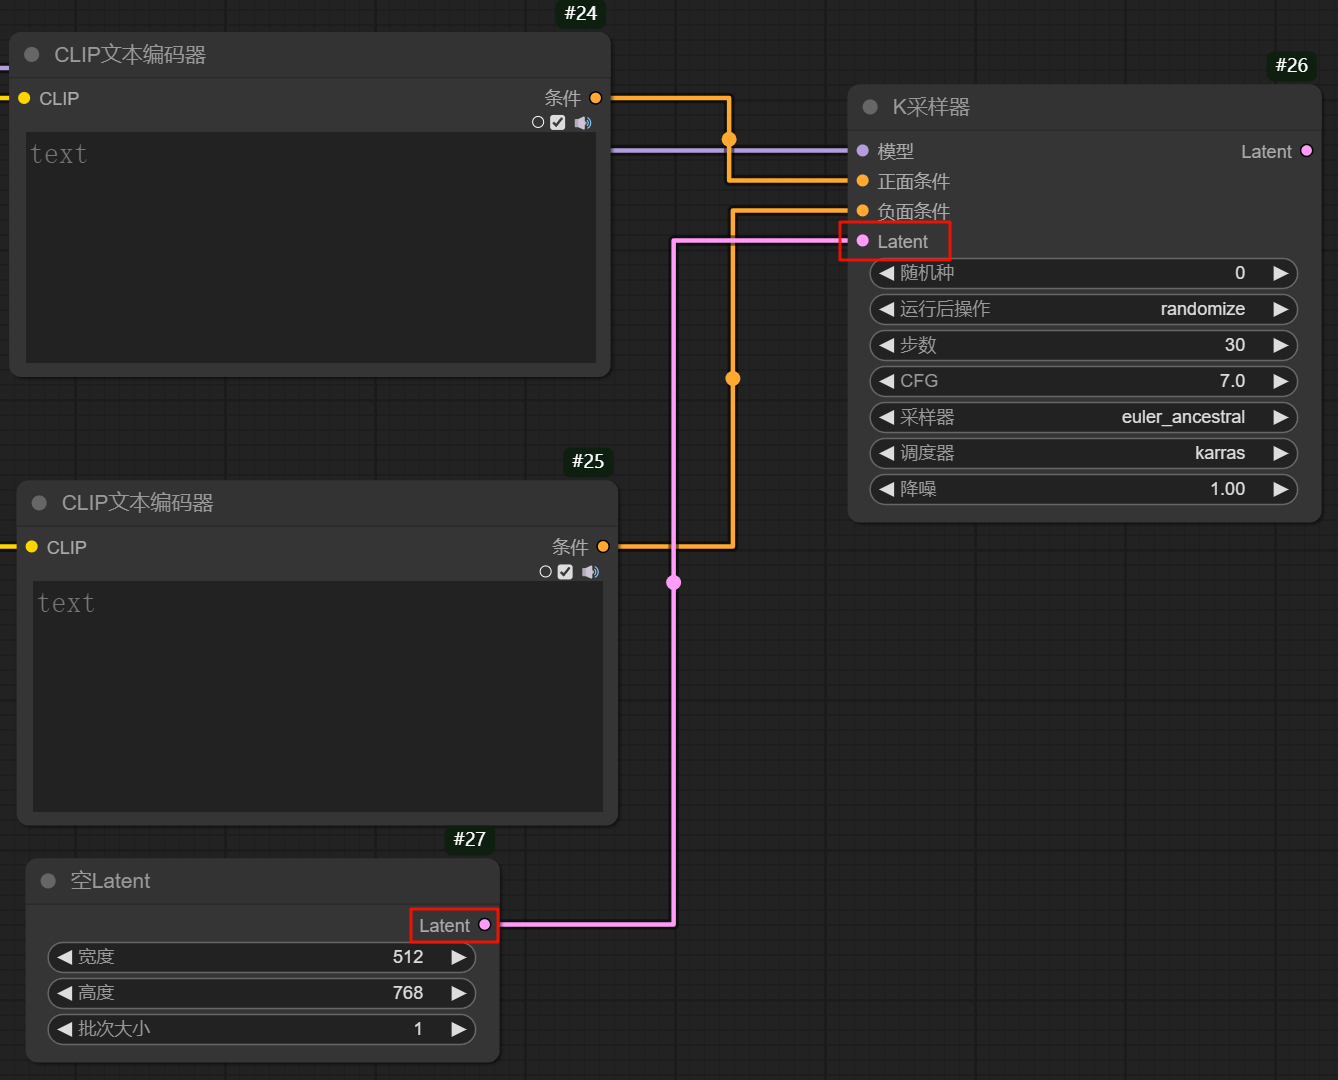 #24
CLIP文本编码器
CLIP
条件
text
#26
K采样器
模型
Latent
正面条件
负面条件
Latent
随机种 0
运行后操作 randomize
步数 30
CFG 7.0
采样器 euler_ancestral
调度器 karras
降噪 1.00
#25
CLIP文本编码器
CLIP
条件
text
#27
空Latent
Latent
宽度 512
高度 768
批次大小 1